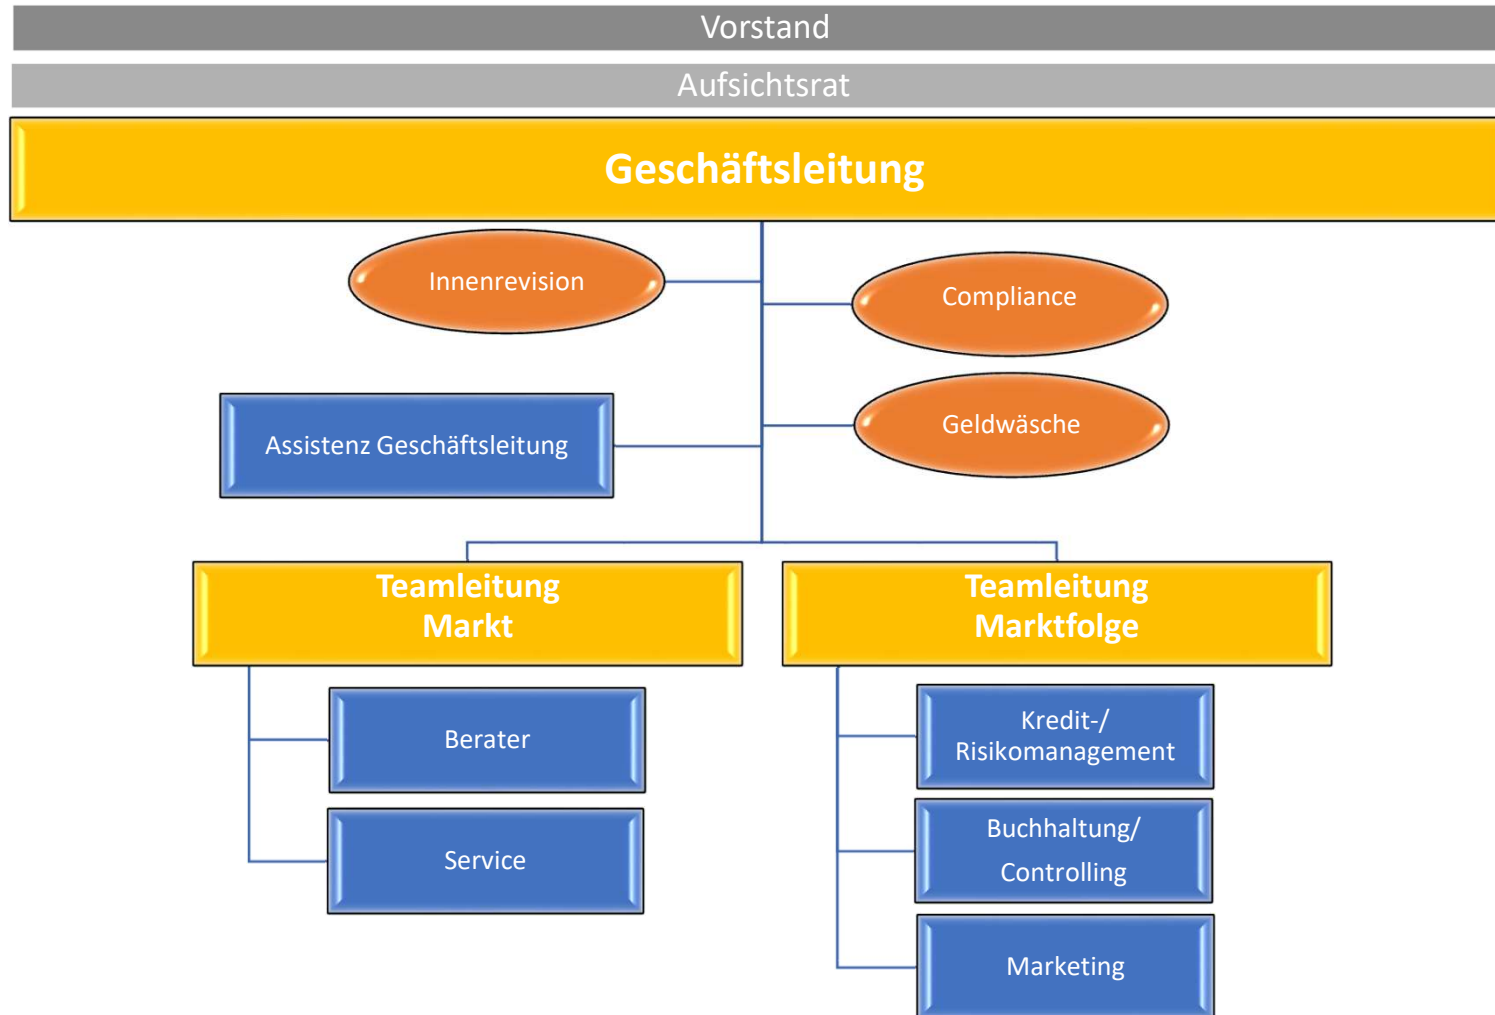 Vorstand
Aufsichtsrat
Geschäftsleitung
Innenrevision
Compliance
Geldwäsche
Assistenz Geschäftsleitung
Teamleitung
Markt
Berater
Service
Teamleitung
Marktfolge
Kredit-/
Risikomanagement
Buchhaltung/
Controlling
Marketing